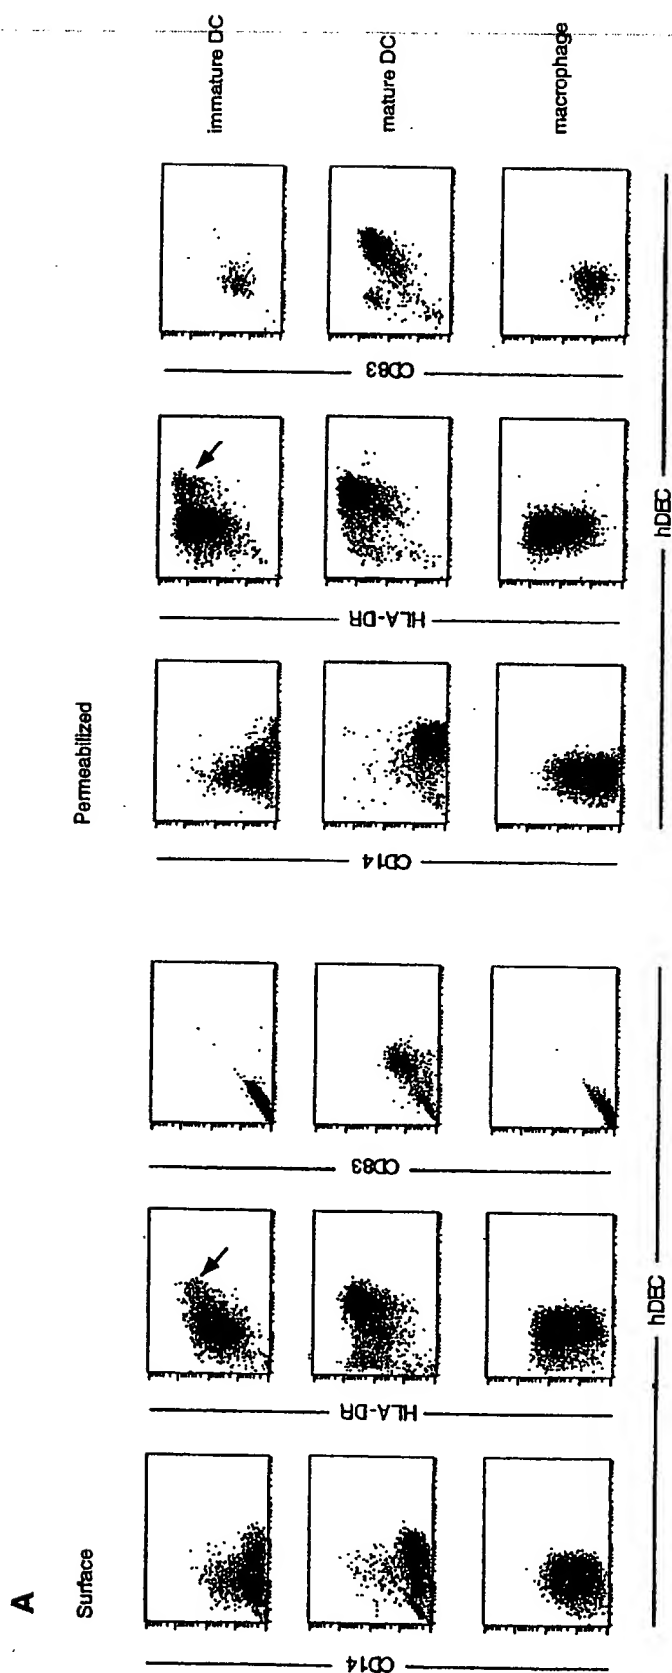 A
Surface
Permeabilized
CD14
HLA-DR
CD83
CD14
HLA-DR
CD83
immature DC
mature DC
macrophage
hDEC
hDEC